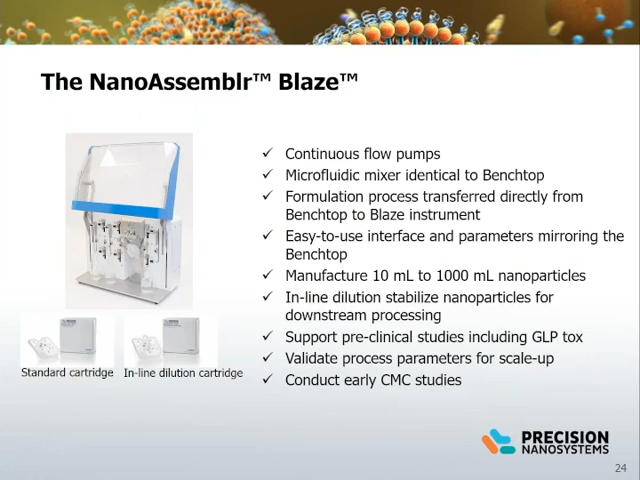 The NanoAssemblr™ Blaze™
✓ Continuous flow pumps
✓ Microfluidic mixer identical to Benchtop
✓ Formulation process transferred directly from
Benchtop to Blaze instrument
✓ Easy-to-use interface and parameters mirroring the
Benchtop
✓ Manufacture 10 mL to 1000 mL nanoparticles
✓ In-line dilution stabilize nanoparticles for
downstream processing
✓ Support pre-clinical studies including GLP tox
✓ Validate process parameters for scale-up
✓ Conduct early CMC studies
Standard cartridge
In-line dilution cartridge
PRECISION
NANOSYSTEMS
24